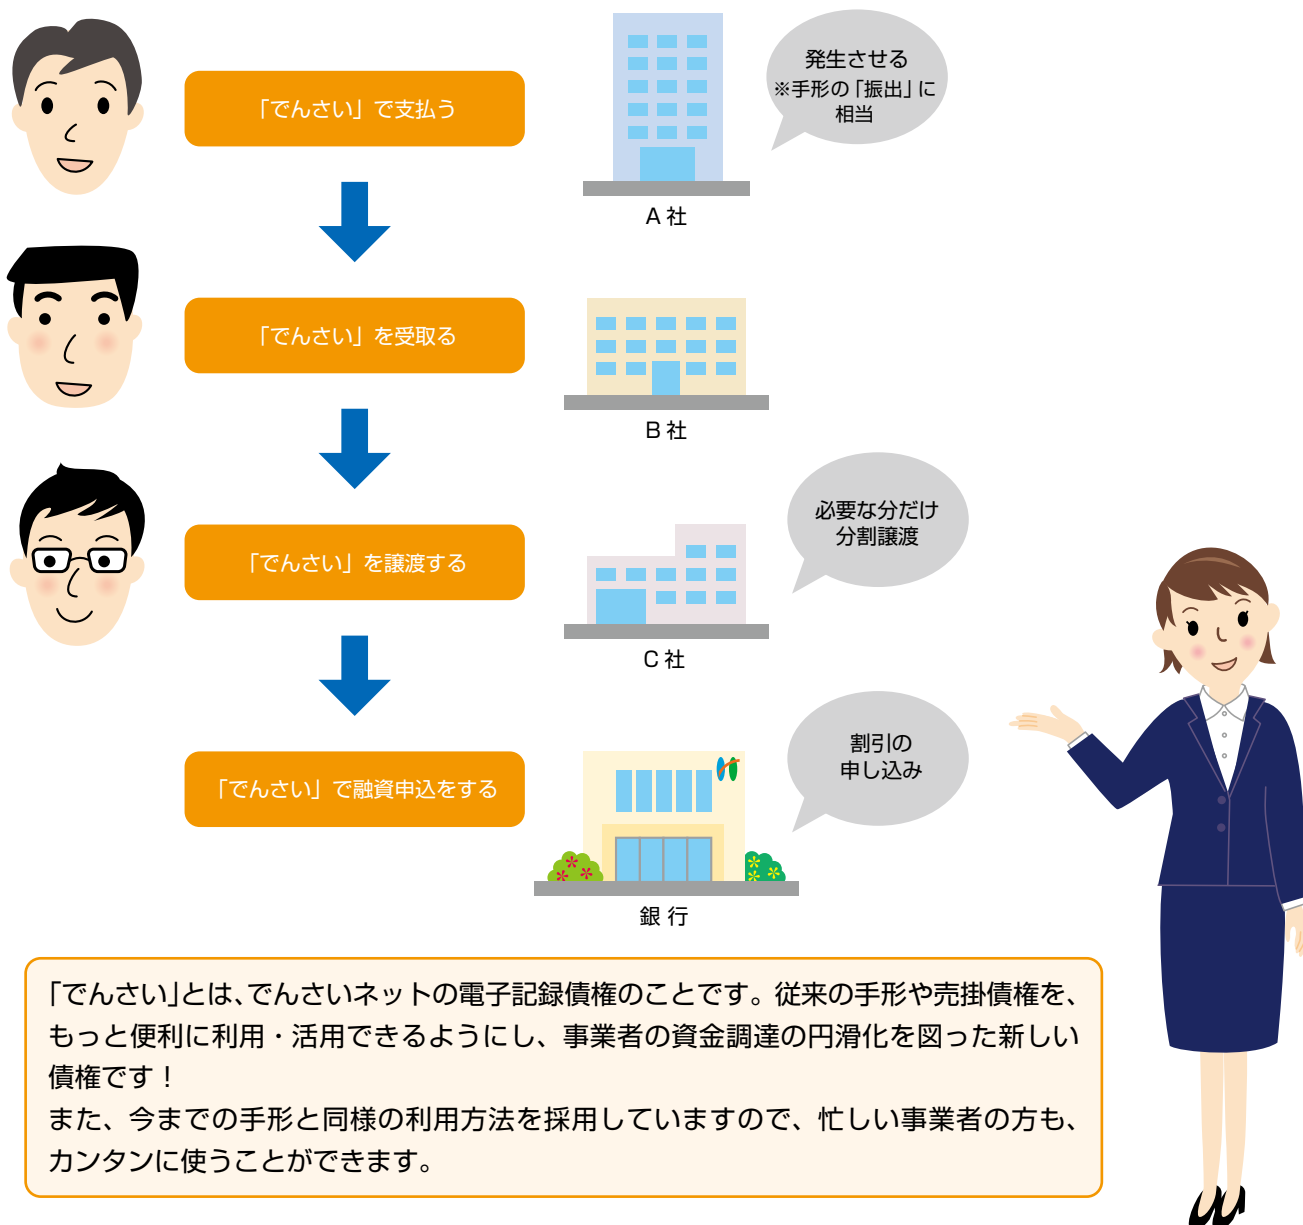 「でんさい」で支払う
発生させる
※手形の「振出」に
相当
A 社
「でんさい」を受取る
B 社
「でんさい」を譲渡する
必要な分だけ
分割譲渡
C 社
「でんさい」で融資申込をする
割引の
申し込み
銀 行
「でんさい」とは、でんさいネットの電子記録債権のことです。従来の手形や売掛債権を、
もっと便利に利用・活用できるようにし、事業者の資金調達の円滑化を図った新しい
債権です！
また、今までの手形と同様の利用方法を採用していますので、忙しい事業者の方も、
カンタンに使うことができます。